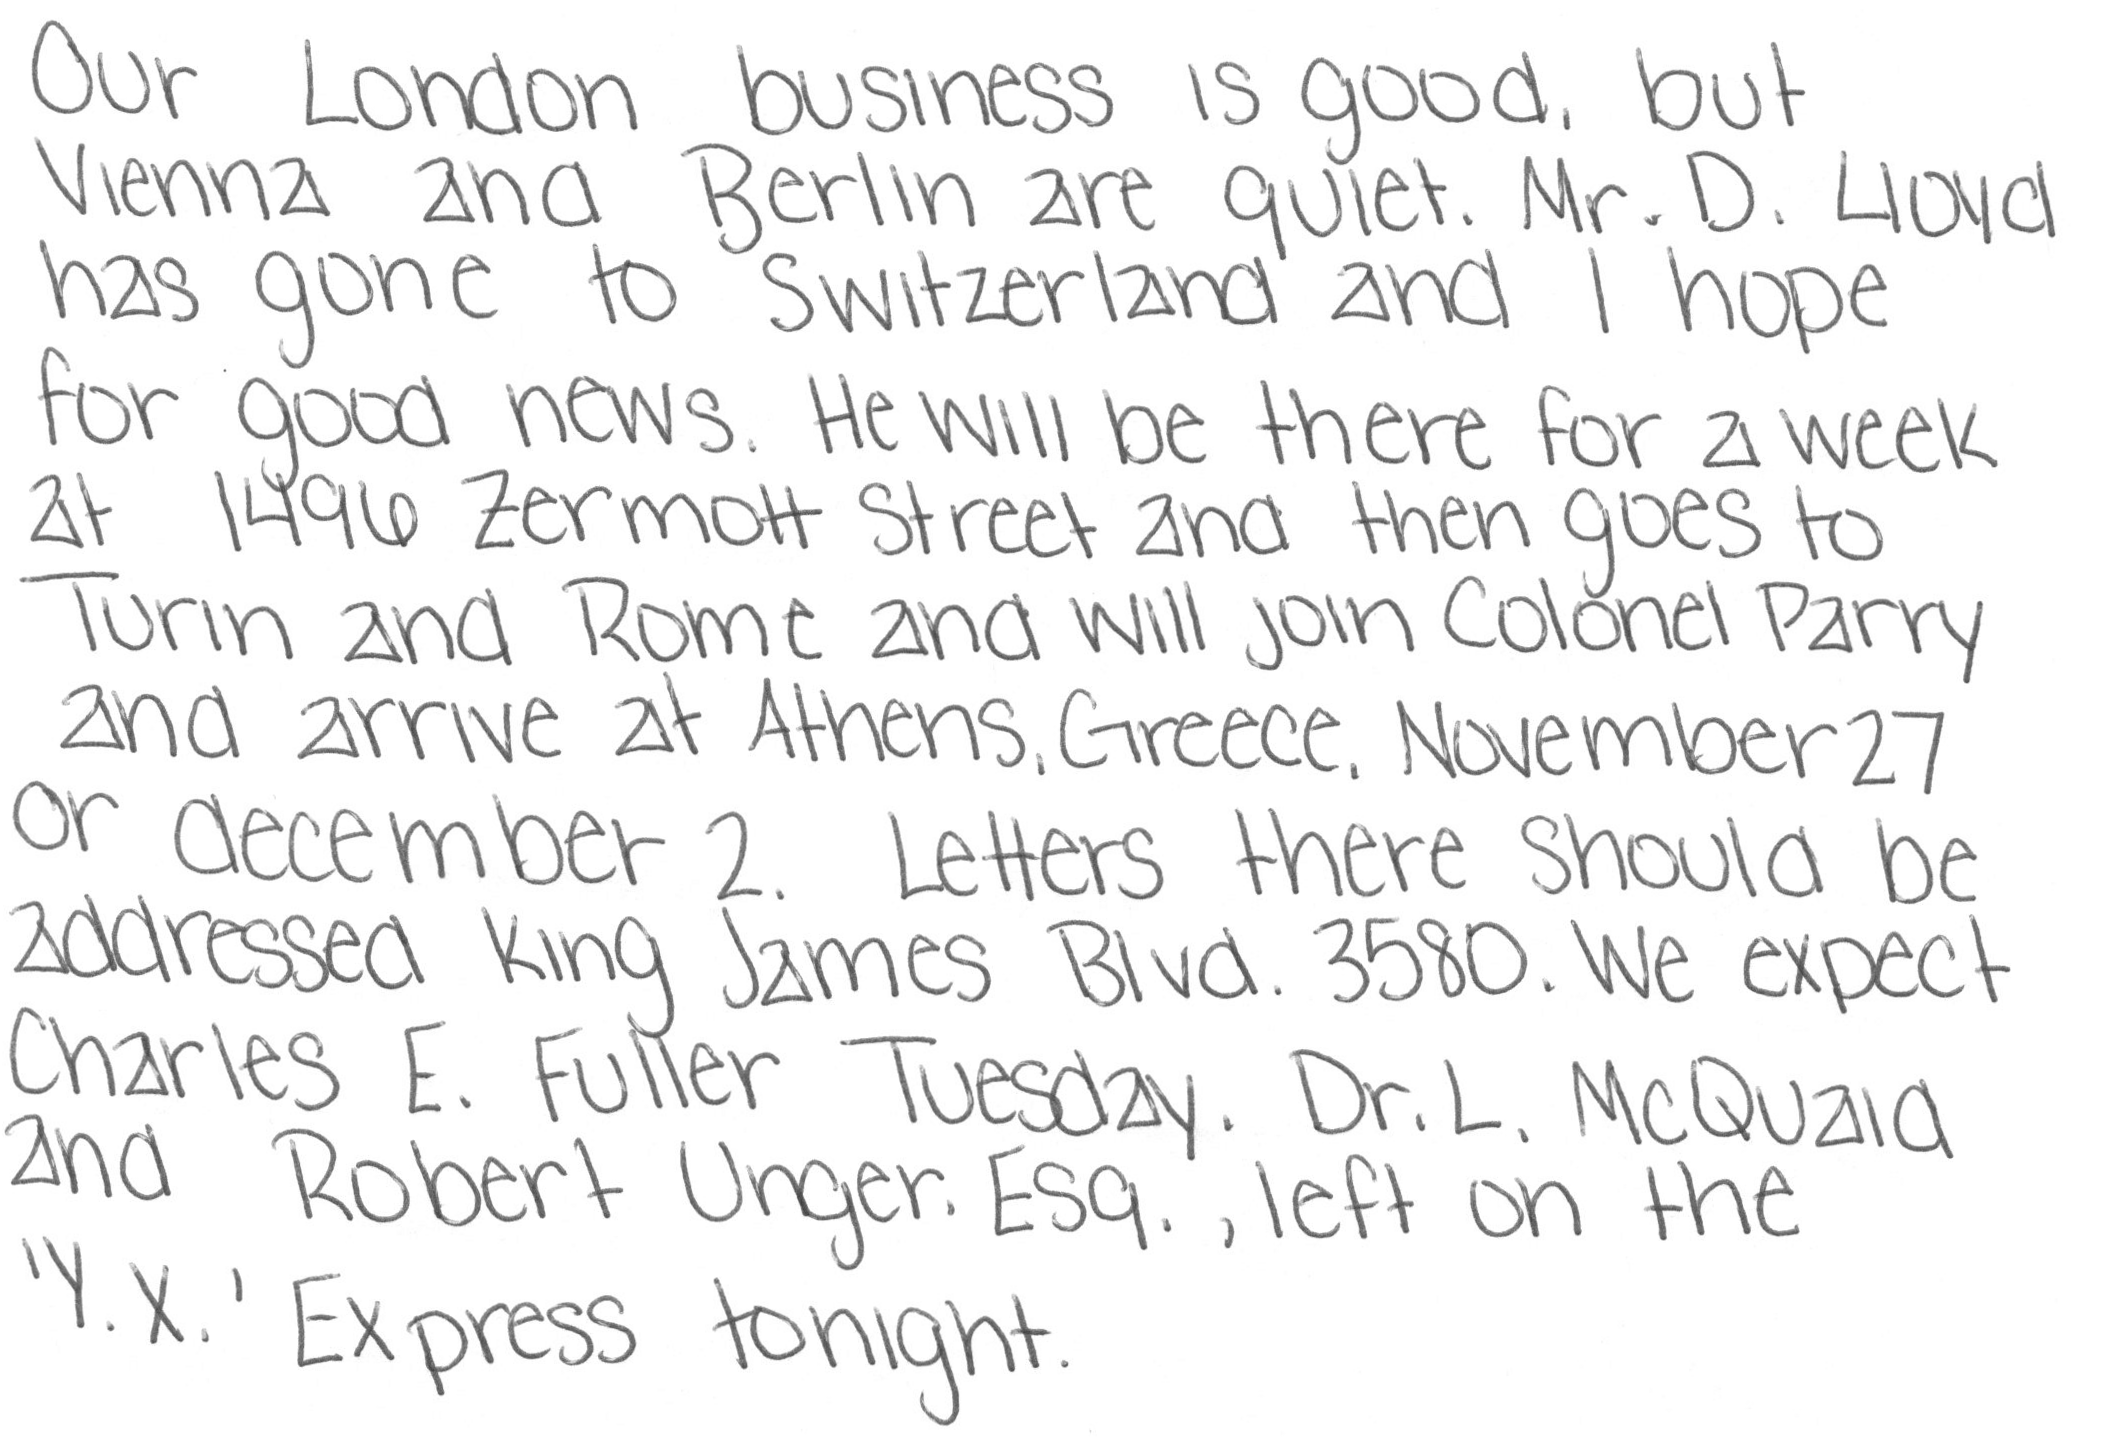 Our London business is good, but
Vienna and Berlin are quiet. Mr. D. Lloyd
has gone to Switzerland and I hope
for good news. He will be there for a week
at 1496 Zermott Street and then goes to
Turin and Rome and will join Colonel Parry
and arrive at Athens, Greece, November 27
or december 2. Letters there should be
addressed King James Blvd. 3580. We expect
Charles E. Fuller Tuesday. Dr. L. McQuaid
and Robert Unger, Esq., left on the
'Y.X.' Express tonight.